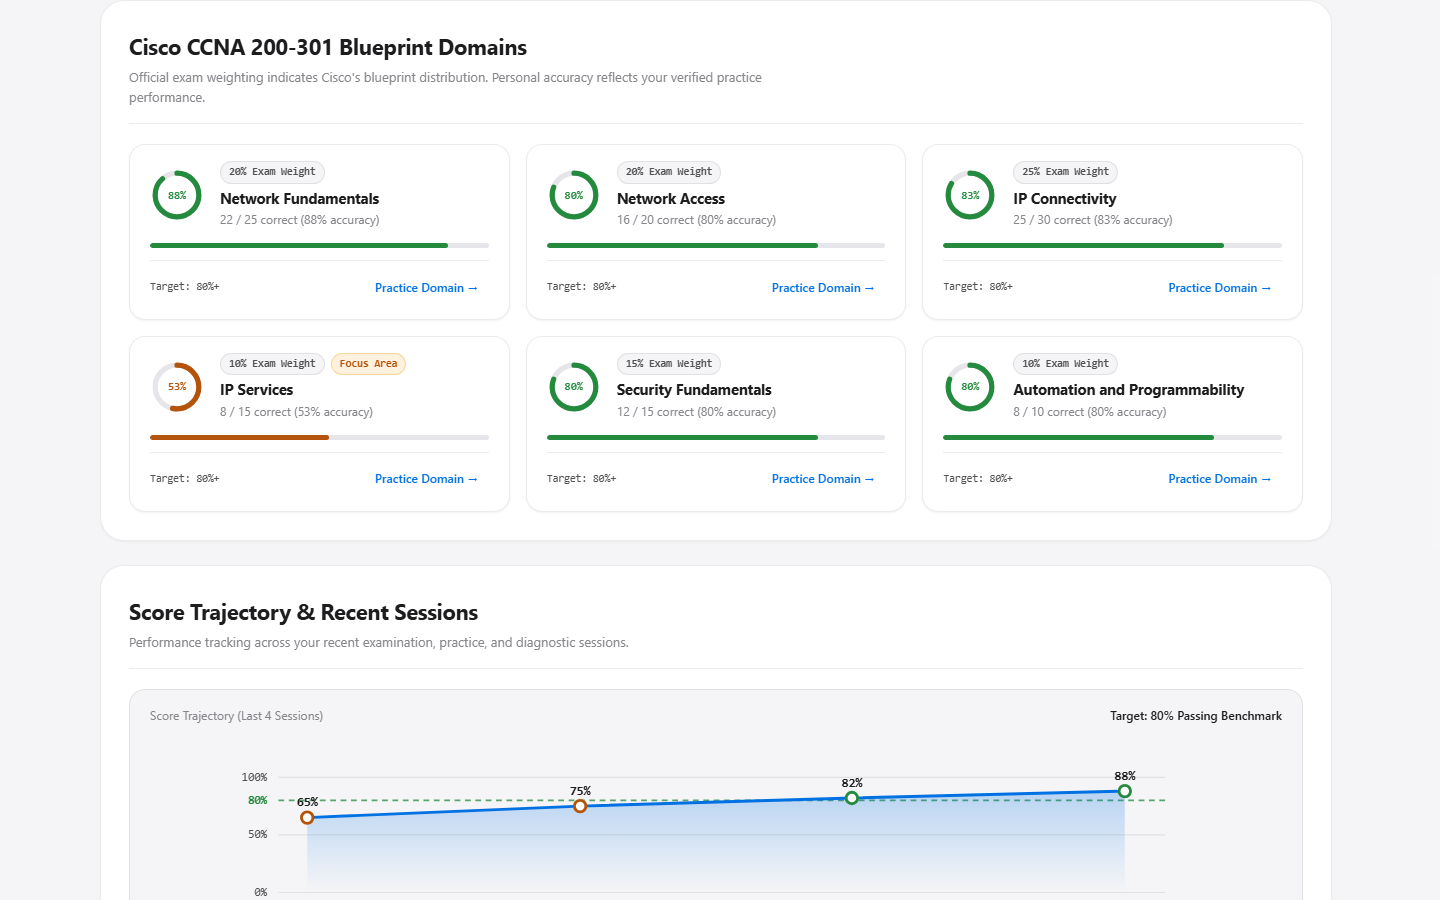 Cisco CCNA 200-301 Blueprint Domains
Official exam weighting indicates Cisco's blueprint distribution. Personal accuracy reflects your verified practice
performance.
88%
20% Exam Weight
Network Fundamentals
22 / 25 correct (88% accuracy)
Target: 80%+
Practice Domain →
80%
20% Exam Weight
Network Access
16 / 20 correct (80% accuracy)
Target: 80%+
Practice Domain →
83%
25% Exam Weight
IP Connectivity
25 / 30 correct (83% accuracy)
Target: 80%+
Practice Domain →
53%
10% Exam Weight
Focus Area
IP Services
8 / 15 correct (53% accuracy)
Target: 80%+
Practice Domain →
80%
15% Exam Weight
Security Fundamentals
12 / 15 correct (80% accuracy)
Target: 80%+
Practice Domain →
80%
10% Exam Weight
Automation and Programmability
8 / 10 correct (80% accuracy)
Target: 80%+
Practice Domain →
Score Trajectory & Recent Sessions
Performance tracking across your recent examination, practice, and diagnostic sessions.
Score Trajectory (Last 4 Sessions)
Target: 80% Passing Benchmark
100%
80%
50%
0%
65%
75%
82%
88%